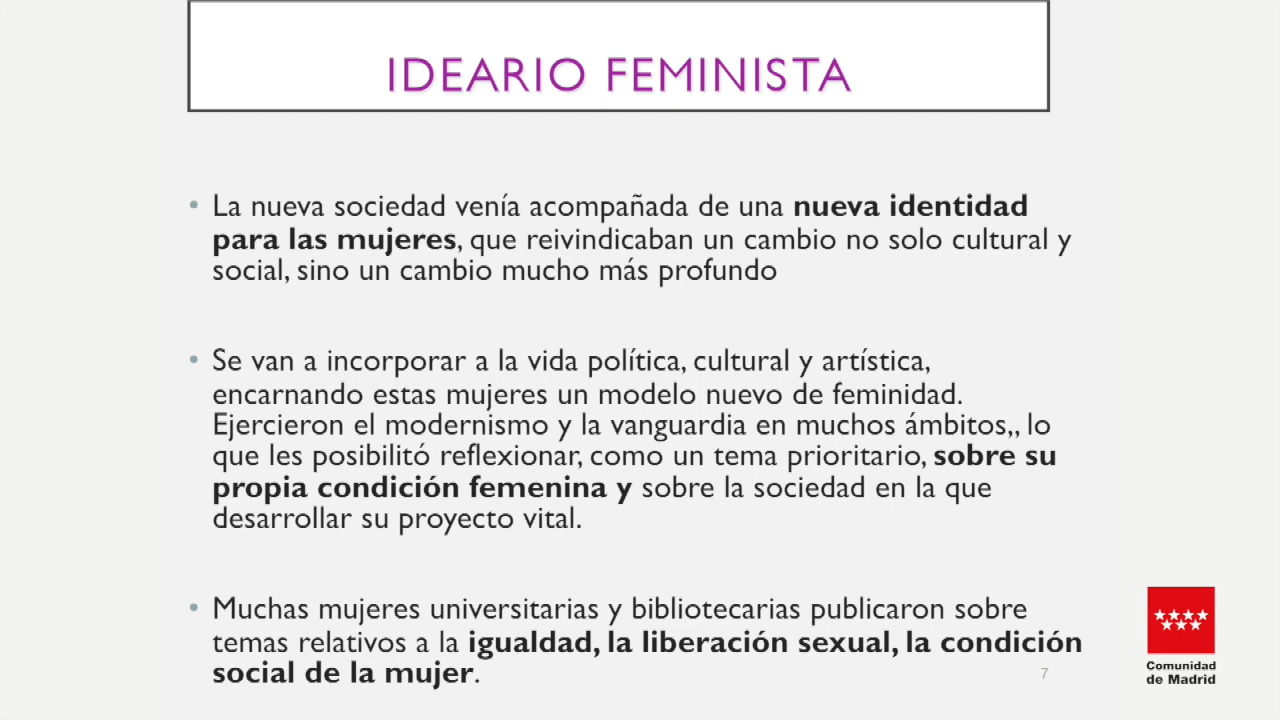 IDEARIO FEMINISTA
• La nueva sociedad venía acompañada de una nueva identidad
para las mujeres, que reivindicaban un cambio no solo cultural y
social, sino un cambio mucho más profundo
• Se van a incorporar a la vida política, cultural y artística,
encarnando estas mujeres un modelo nuevo de feminidad.
Ejercieron el modernismo y la vanguardia en muchos ámbitos,, lo
que les posibilitó reflexionar, como un tema prioritario, sobre su
propia condición femenina y sobre la sociedad en la que
desarrollar su proyecto vital.
• Muchas mujeres universitarias y bibliotecarias publicaron sobre
temas relativos a la igualdad, la liberación sexual, la condición
social de la mujer.
7
Comunidad
de Madrid